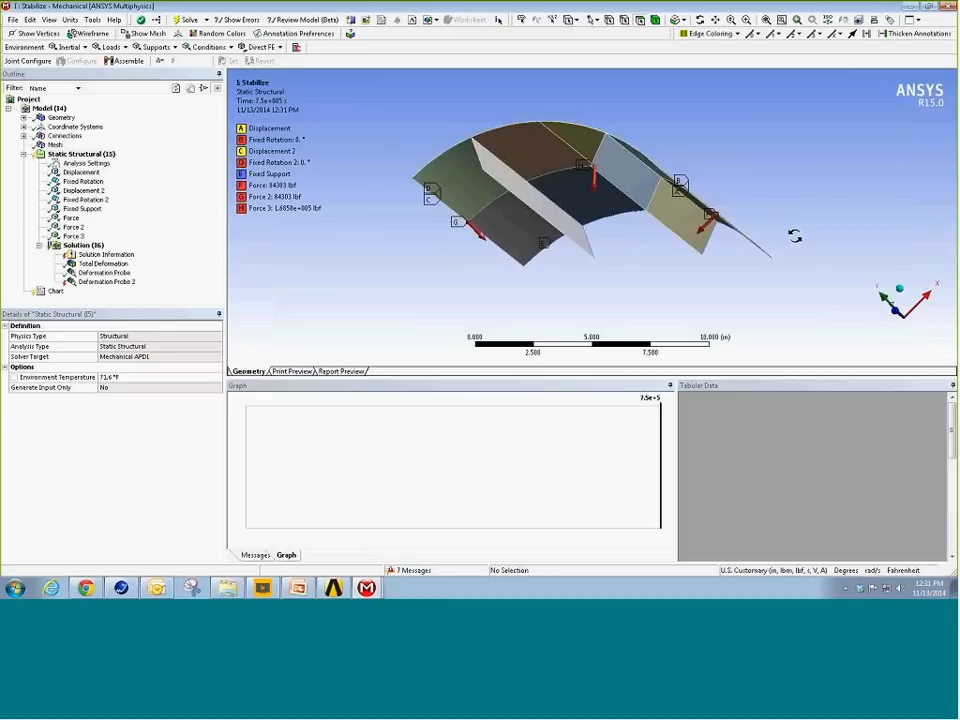 I : Stabilize - Mechanical [ANSYS Multiphysics]
File Edit View Units Tools Help Solve ?/ Show Errors Review Model (Beta) Worksheet
Show Vertices Wireframe Show Mesh Random Colors Annotation Preferences Edge Coloring Thicken Annotations
Environment Inertial Loads Supports Conditions Direct FE
Joint Configure Configure Assemble Set Revert
Outline
Filter: Name
Project
Model (I4)
Geometry
Coordinate Systems
Connections
Mesh
Static Structural (I5)
Analysis Settings
Displacement
Fixed Rotation
Displacement 2
Fixed Rotation 2
Fixed Support
Force
Force 2
Force 3
Solution (I6)
Solution Information
Total Deformation
Deformation Probe
Deformation Probe 2
Chart
Details of "Static Structural (I5)"
Definition
Physics Type Structural
Analysis Type Static Structural
Solver Target Mechanical APDL
Options
Environment Temperature 71.6 °F
Generate Input Only No
I: Stabilize
Static Structural
Time: 7.5e+005 s
11/13/2014 12:31 PM
A Displacement
B Fixed Rotation: 0. °
C Displacement 2
D Fixed Rotation 2: 0. °
E Fixed Support
F Force: 84303 lbf
G Force 2: 84303 lbf
H Force 3: 1.6858e+005 lbf
ANSYS
R15.0
D
C
G
E
B
X
Y
0.000 5.000 10.000 (in)
2.500 7.500
Geometry Print Preview Report Preview
Graph
7.5e+5
Messages Graph
Tabular Data
7 Messages No Selection U.S. Customary (in, lbm, lbf, s, V, A) Degrees rad/s Fahrenheit
12:31 PM
11/13/2014